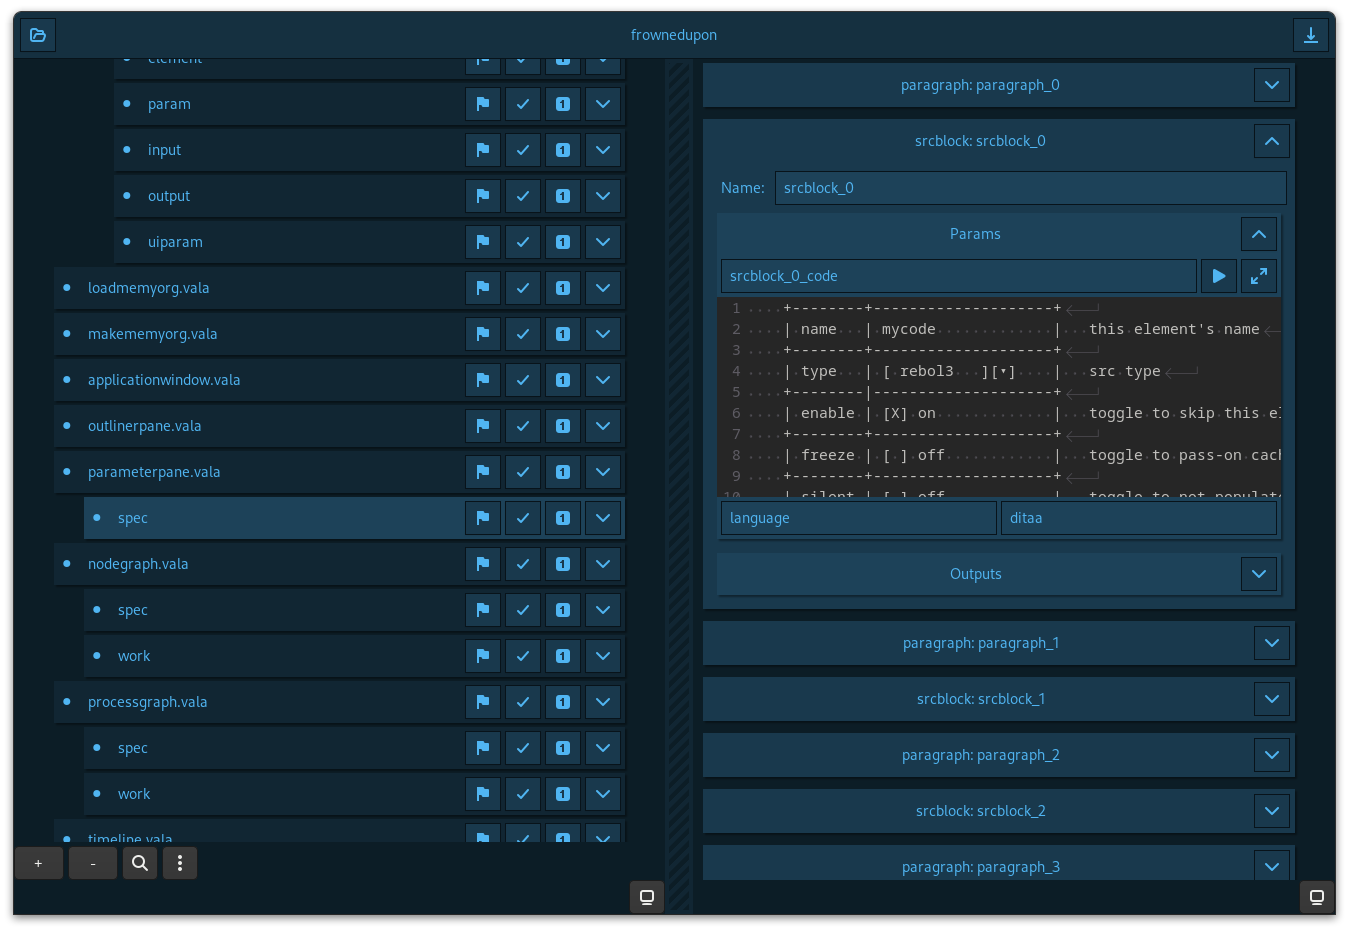 frownedupon
element
param
input
output
uiparam
loadmemyorg.vala
makememyorg.vala
applicationwindow.vala
outlinerpane.vala
parameterpane.vala
spec
nodegraph.vala
spec
work
processgraph.vala
spec
work
timeline.vala
+
-
paragraph: paragraph_0
srcblock: srcblock_0
Name: srcblock_0
Params
srcblock_0_code
1 ....+--------+--------------------+
2 ....|.name...|.mycode.............|...this.element's.name
3 ....+--------+--------------------+
4 ....|.type...|.[.rebol3...][▾]....|...src.type
5 ....+--------|--------------------+
6 ....|.enable.|.[X].on.............|...toggle.to.skip.this.el
7 ....+--------+--------------------+
8 ....|.freeze.|.[.].off............|...toggle.to.pass-on.cach
9 ....+--------+--------------------+
10 ....|.silent.|.[.].off............|...toggle.to.not.populate
language ditaa
Outputs
paragraph: paragraph_1
srcblock: srcblock_1
paragraph: paragraph_2
srcblock: srcblock_2
paragraph: paragraph_3